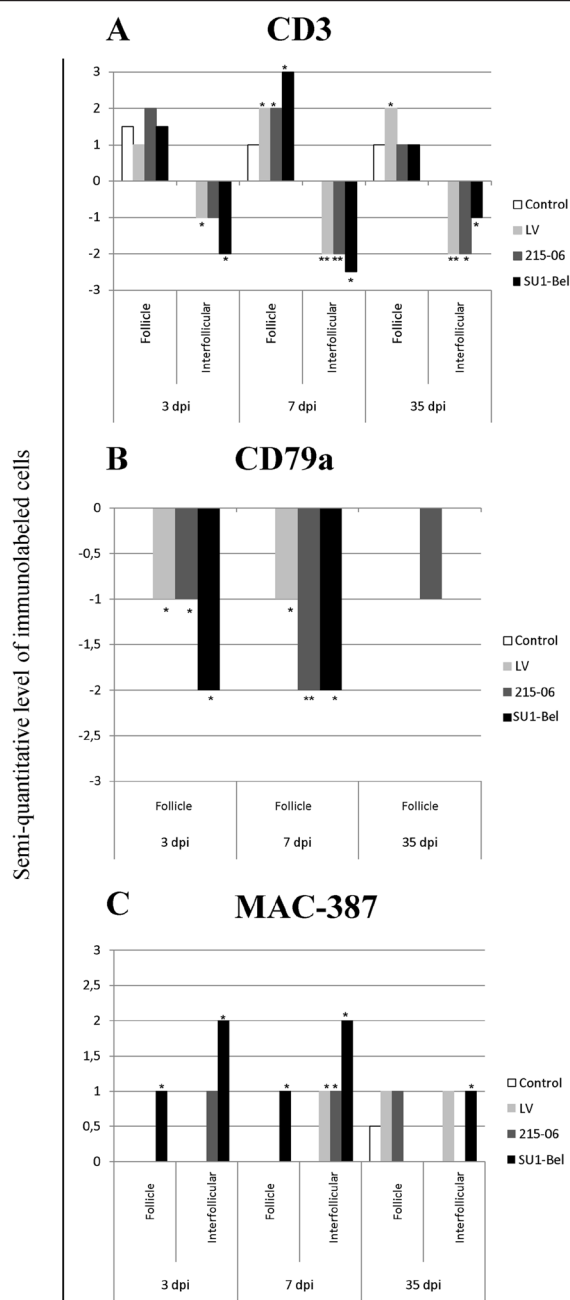 A
CD3
3
2
1
0
-1
-2
-3
* * * *
*
* * ** ** * ** * *
Follicle
Interfollicular
Follicle
Interfollicular
Follicle
Interfollicular
3 dpi
7 dpi
35 dpi
Control
LV
215-06
SU1-Bel
Semi-quantitative level of immunolabeled cells
B
CD79a
0
-0,5
-1
-1,5
-2
-2,5
-3
* * *
* ** *
Follicle
Follicle
Follicle
3 dpi
7 dpi
35 dpi
Control
LV
215-06
SU1-Bel
C
MAC-387
3
2,5
2
1,5
1
0,5
0
* *
* * * *
*
Follicle
Interfollicular
Follicle
Interfollicular
Follicle
Interfollicular
3 dpi
7 dpi
35 dpi
Control
LV
215-06
SU1-Bel